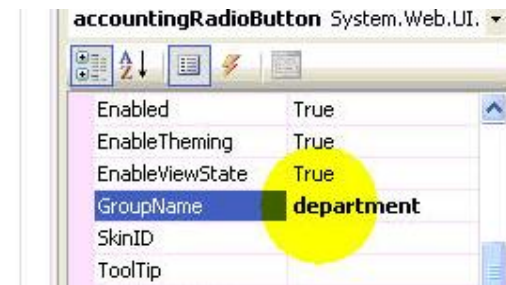 accountingRadioButton System.Web.UI.
Enabled True
EnableTheming True
EnableViewState True
GroupName department
SkinID
ToolTip